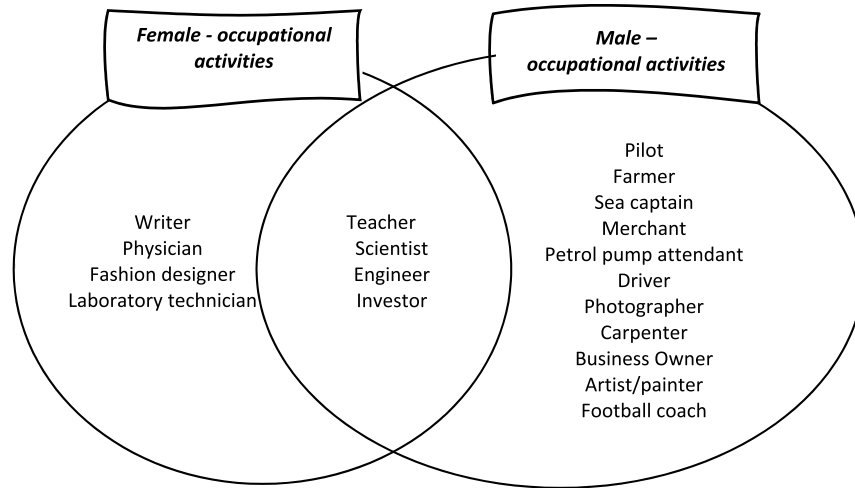 Female - occupational
activities
Male –
occupational activities
Writer
Physician
Fashion designer
Laboratory technician
Teacher
Scientist
Engineer
Investor
Pilot
Farmer
Sea captain
Merchant
Petrol pump attendant
Driver
Photographer
Carpenter
Business Owner
Artist/painter
Football coach